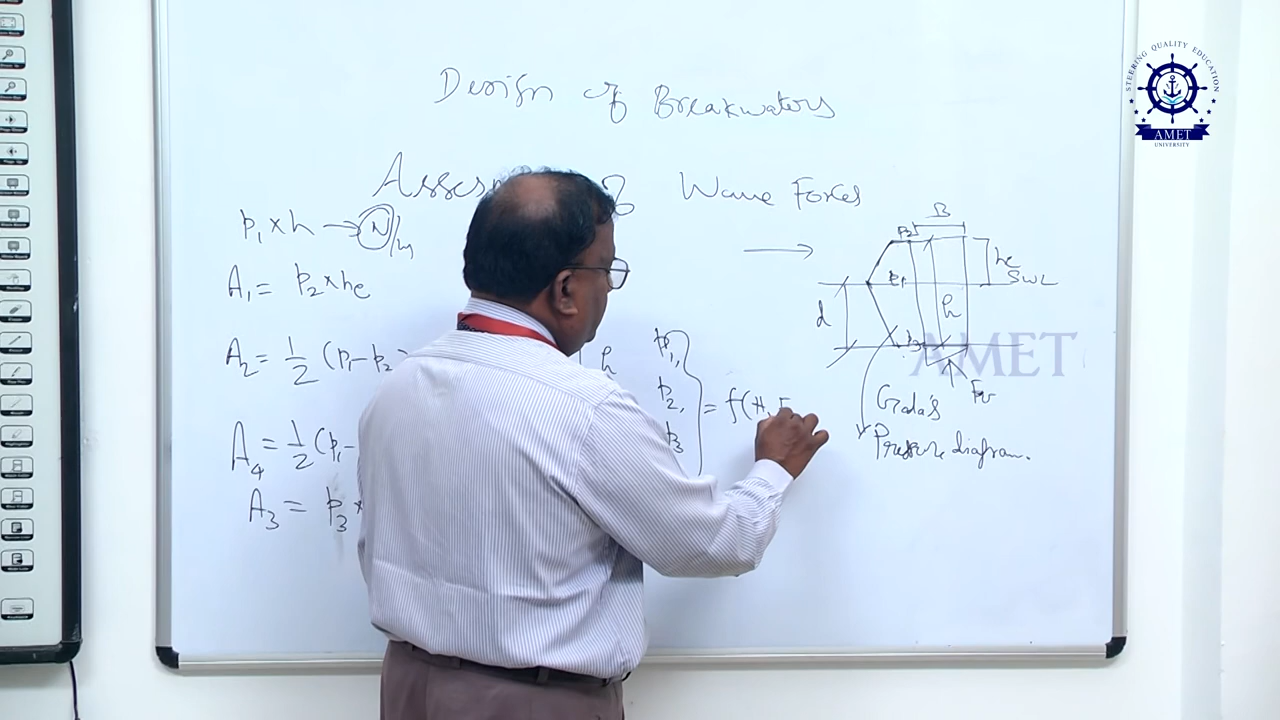 Design of Breakwaters
of Wave Forces
p₁ × h → N/m
A₁ = p₂ × hc
A₂ = 1/2 (p₁ - p₂)
h
A₄ = 1/2 (p₁ -
A₃ = p₃ ×
p₁,
p₂,
p₃
= f(H,
B
p₂
hc
p₁
SWL
d
h
p₃
Fu
Goda's
Pressure diagram.
STEERING QUALITY EDUCATION
AMET
UNIVERSITY
AMET